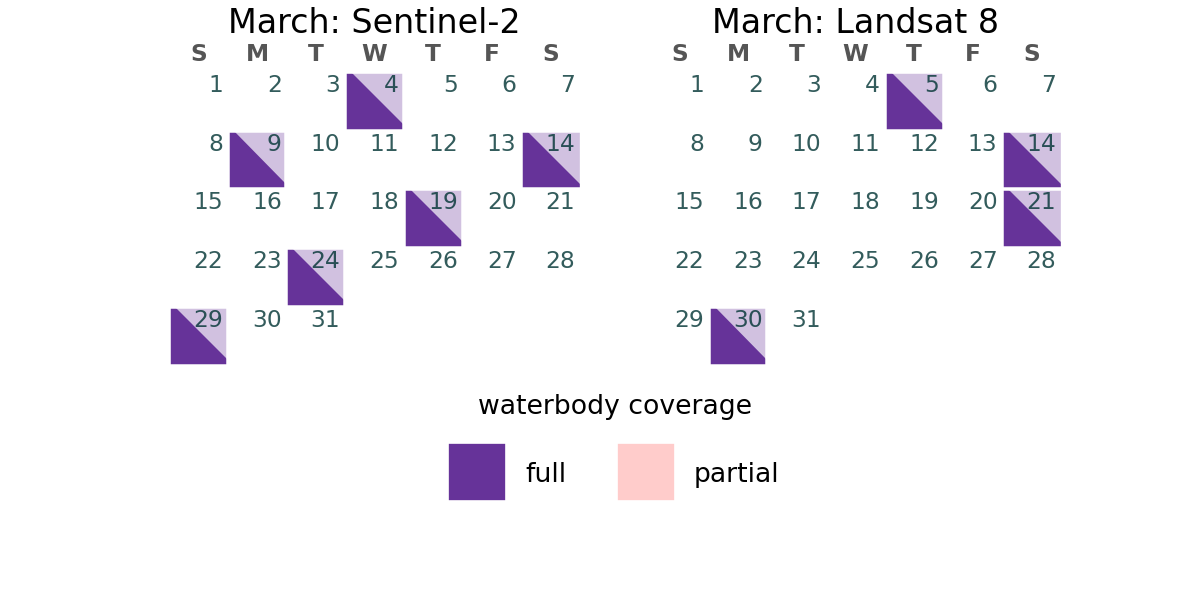 March: Sentinel-2
S M T W T F S
1 2 3 4 5 6 7
8 9 10 11 12 13 14
15 16 17 18 19 20 21
22 23 24 25 26 27 28
29 30 31
March: Landsat 8
S M T W T F S
1 2 3 4 5 6 7
8 9 10 11 12 13 14
15 16 17 18 19 20 21
22 23 24 25 26 27 28
29 30 31
waterbody coverage
full partial